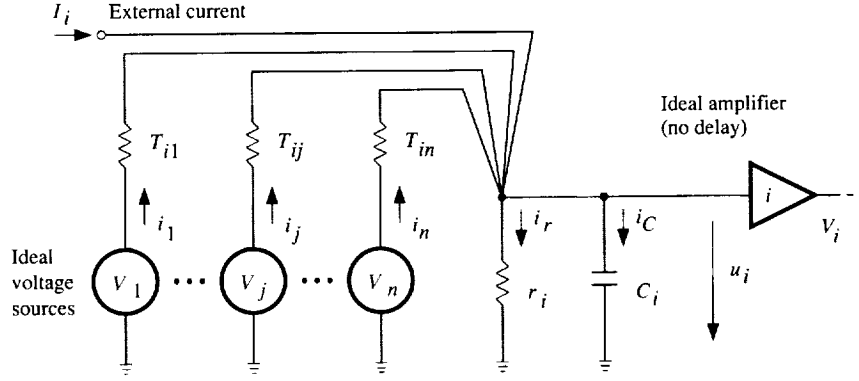 I_i External current
Ideal amplifier
(no delay)
T_i1 T_ij T_in
i_1 i_j i_n i_r i_C i
V_i
Ideal
voltage
sources
V_1 V_j V_n r_i C_i u_i